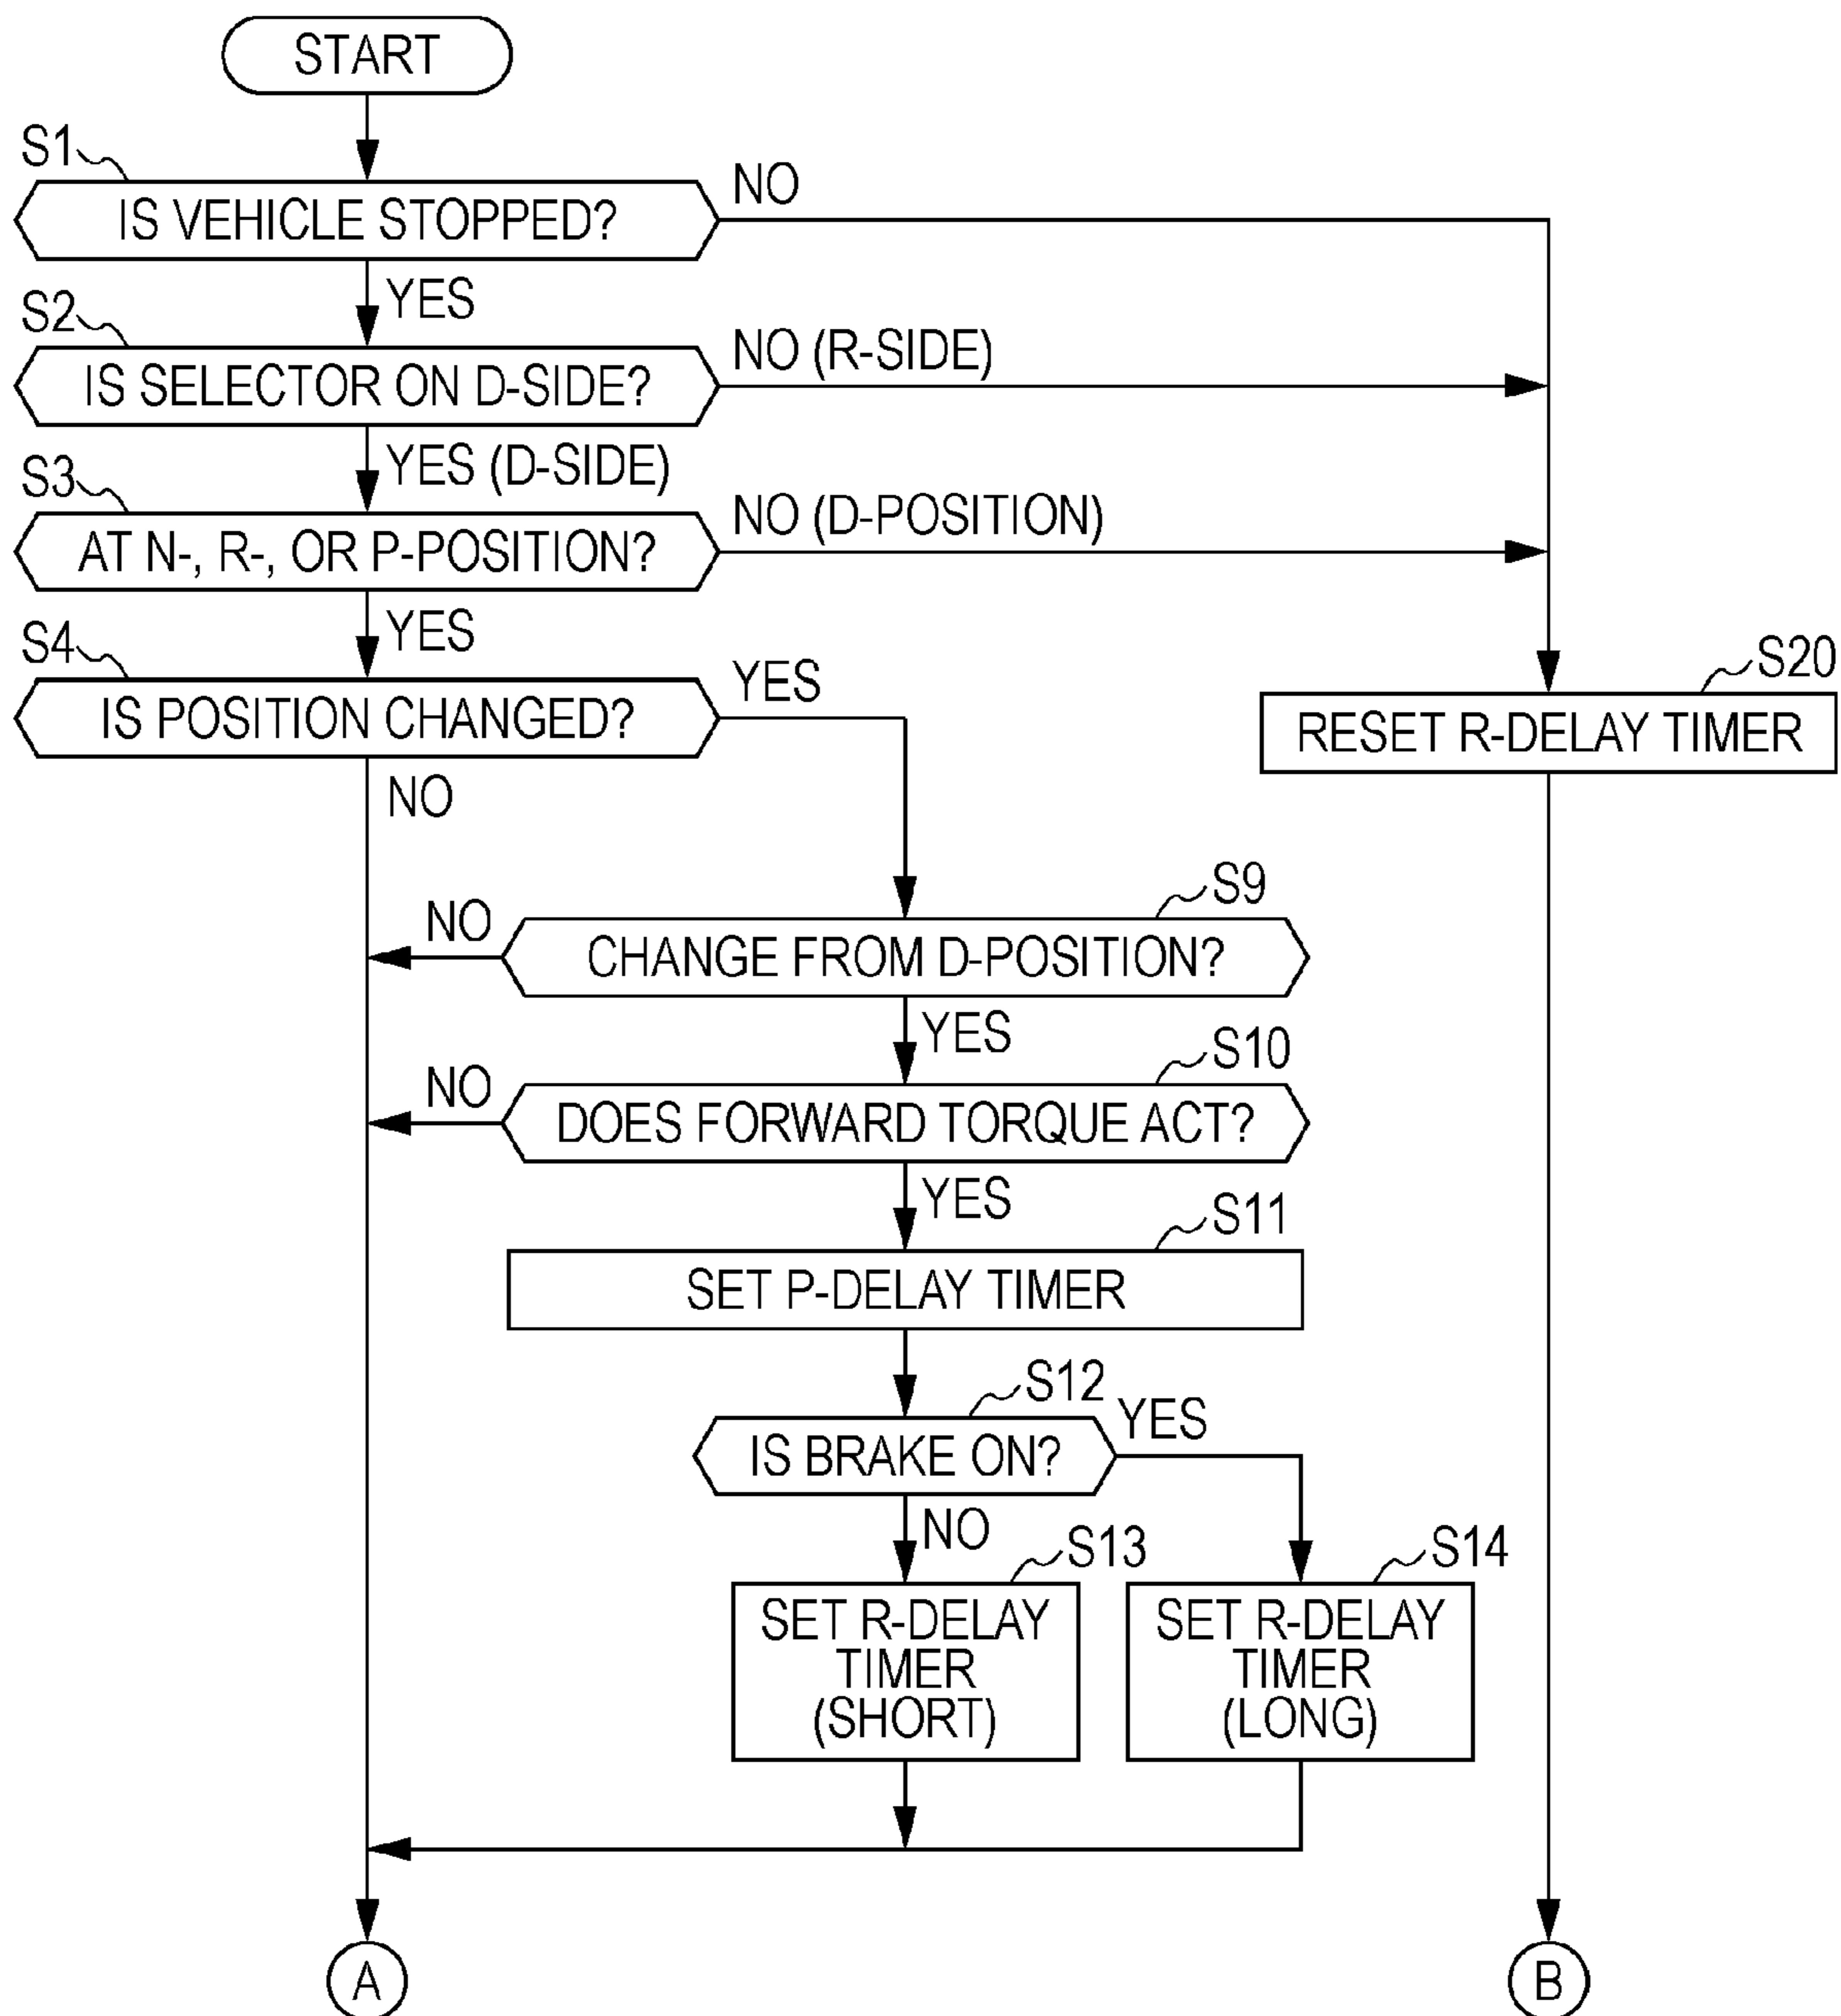 START
S1
IS VEHICLE STOPPED?
NO
YES
S2
IS SELECTOR ON D-SIDE?
NO (R-SIDE)
YES (D-SIDE)
S3
AT N-, R-, OR P-POSITION?
NO (D-POSITION)
YES
S4
IS POSITION CHANGED?
YES
NO
S20
RESET R-DELAY TIMER
S9
CHANGE FROM D-POSITION?
NO
YES
S10
DOES FORWARD TORQUE ACT?
NO
YES
S11
SET P-DELAY TIMER
S12
IS BRAKE ON?
YES
NO
S13
SET R-DELAY
TIMER
(SHORT)
S14
SET R-DELAY
TIMER
(LONG)
A
B